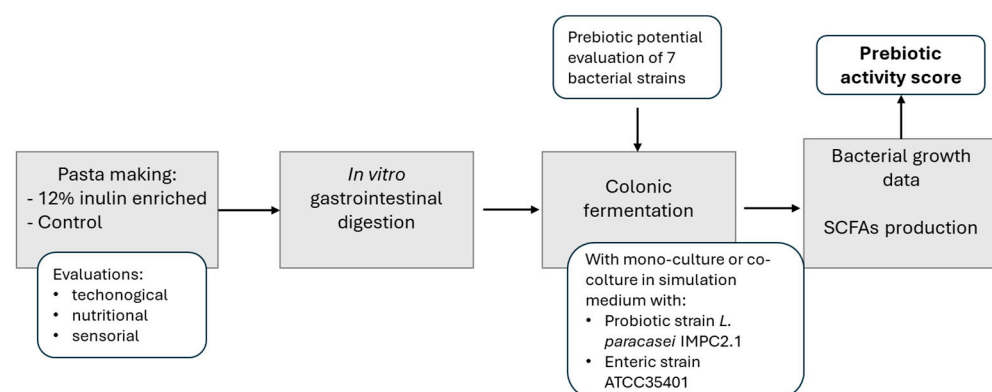 Pasta making:
- 12% inulin enriched
- Control
Evaluations:
• techonogical
• nutritional
• sensorial
In vitro
gastrointestinal
digestion
Prebiotic potential
evaluation of 7
bacterial strains
Colonic
fermentation
With mono-culture or co-
colture in simulation
medium with:
• Probiotic strain L.
paracasei IMPC2.1
• Enteric strain
ATCC35401
Prebiotic
activity score
Bacterial growth
data
SCFAs production